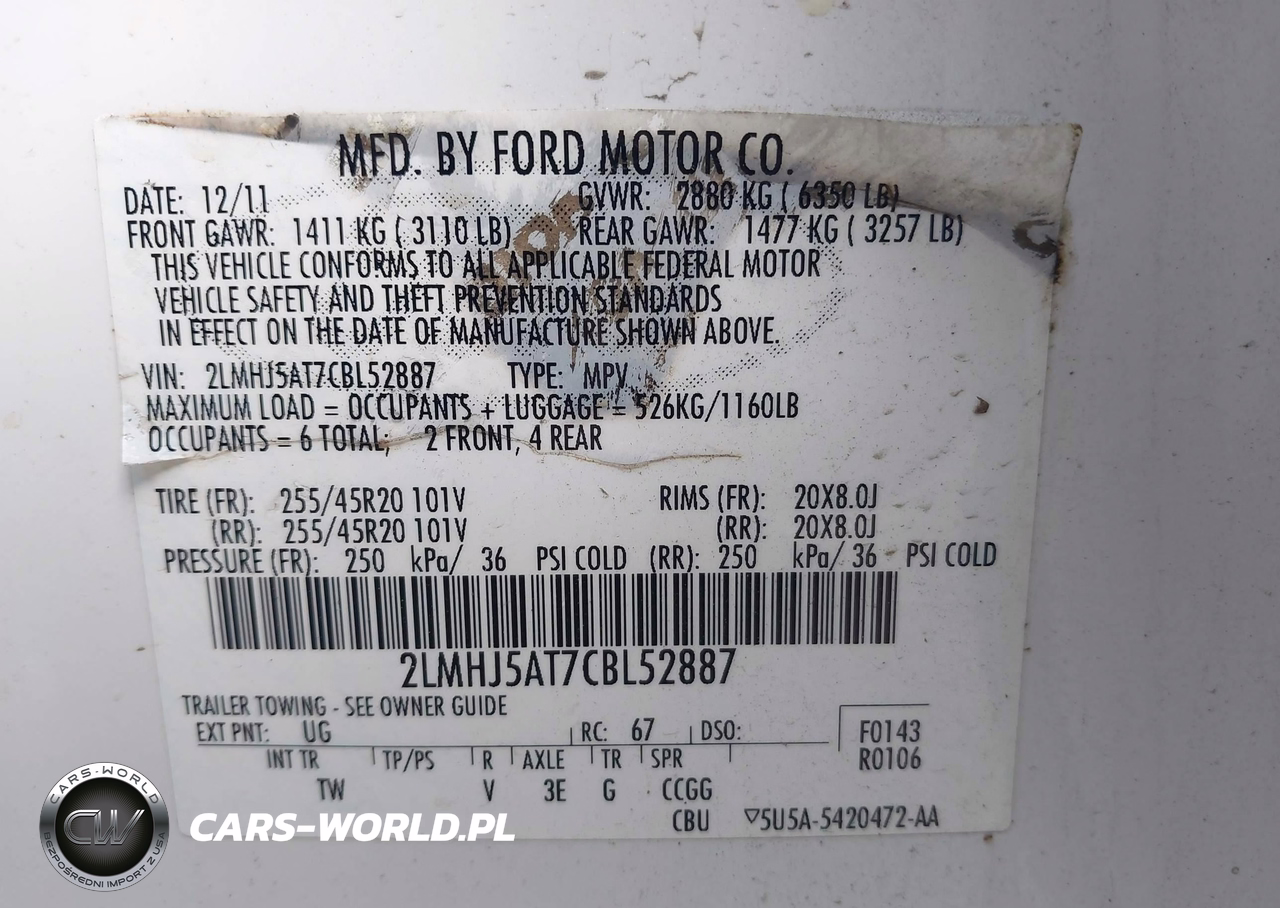 MFD. BY FORD MOTOR CO.
DATE: 12/11 GVWR: 2880 KG ( 6350 LB)
FRONT GAWR: 1411 KG ( 3110 LB) REAR GAWR: 1477 KG ( 3257 LB)
THIS VEHICLE CONFORMS TO ALL APPLICABLE FEDERAL MOTOR
VEHICLE SAFETY AND THEFT PREVENTION STANDARDS
IN EFFECT ON THE DATE OF MANUFACTURE SHOWN ABOVE.
VIN: 2LMHJ5AT7CBL52887 TYPE: MPV
MAXIMUM LOAD = OCCUPANTS + LUGGAGE = 526KG/1160LB
OCCUPANTS = 6 TOTAL; 2 FRONT, 4 REAR
TIRE (FR): 255/45R20 101V RIMS (FR): 20X8.0J
(RR): 255/45R20 101V (RR): 20X8.0J
PRESSURE (FR): 250 kPa/ 36 PSI COLD (RR): 250 kPa/ 36 PSI COLD
2LMHJ5AT7CBL52887
TRAILER TOWING - SEE OWNER GUIDE
EXT PNT: UG RC: 67 DSO: F0143
INT TR TP/PS R AXLE TR SPR R0106
TW V 3E G CCGG
CBU ▽5U5A-5420472-AA
CARS-WORLD
CW
BEZPOŚREDNI IMPORT Z USA
CARS-WORLD.PL